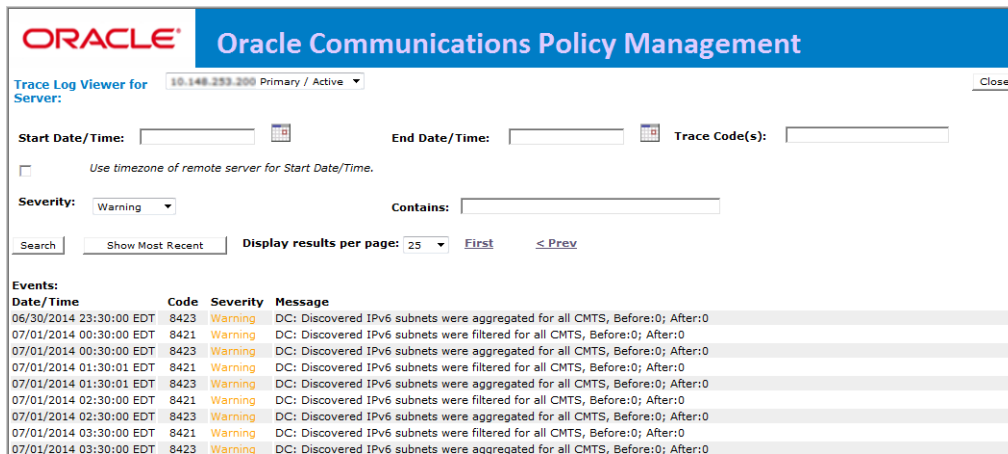 ORACLE®
Oracle Communications Policy Management
Trace Log Viewer for Server:
Primary / Active
Close
Start Date/Time:
End Date/Time:
Trace Code(s):
Use timezone of remote server for Start Date/Time.
Severity:
Warning
Contains:
Search
Show Most Recent
Display results per page:
25
First
< Prev
Events:
Date/Time Code Severity Message
06/30/2014 23:30:00 EDT 8423 Warning DC: Discovered IPv6 subnets were aggregated for all CMTS, Before:0; After:0
07/01/2014 00:30:00 EDT 8421 Warning DC: Discovered IPv6 subnets were filtered for all CMTS, Before:0; After:0
07/01/2014 00:30:00 EDT 8423 Warning DC: Discovered IPv6 subnets were aggregated for all CMTS, Before:0; After:0
07/01/2014 01:30:01 EDT 8421 Warning DC: Discovered IPv6 subnets were filtered for all CMTS, Before:0; After:0
07/01/2014 01:30:01 EDT 8423 Warning DC: Discovered IPv6 subnets were aggregated for all CMTS, Before:0; After:0
07/01/2014 02:30:00 EDT 8421 Warning DC: Discovered IPv6 subnets were filtered for all CMTS, Before:0; After:0
07/01/2014 02:30:00 EDT 8423 Warning DC: Discovered IPv6 subnets were aggregated for all CMTS, Before:0; After:0
07/01/2014 03:30:00 EDT 8421 Warning DC: Discovered IPv6 subnets were filtered for all CMTS, Before:0; After:0
07/01/2014 03:30:00 EDT 8423 Warning DC: Discovered IPv6 subnets were aggregated for all CMTS, Before:0; After:0